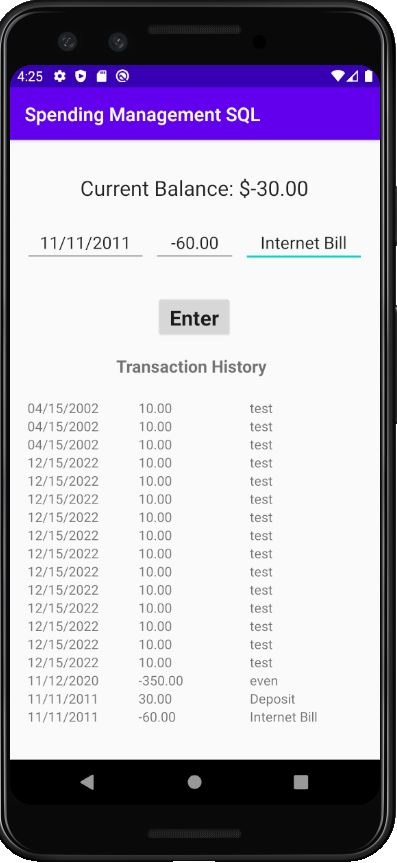 4:25
Spending Management SQL
Current Balance: $-30.00
11/11/2011 -60.00 Internet Bill
Enter
Transaction History
04/15/2002 10.00 test
04/15/2002 10.00 test
04/15/2002 10.00 test
12/15/2022 10.00 test
12/15/2022 10.00 test
12/15/2022 10.00 test
12/15/2022 10.00 test
12/15/2022 10.00 test
12/15/2022 10.00 test
12/15/2022 10.00 test
12/15/2022 10.00 test
12/15/2022 10.00 test
12/15/2022 10.00 test
12/15/2022 10.00 test
12/15/2022 10.00 test
11/12/2020 -350.00 even
11/11/2011 30.00 Deposit
11/11/2011 -60.00 Internet Bill